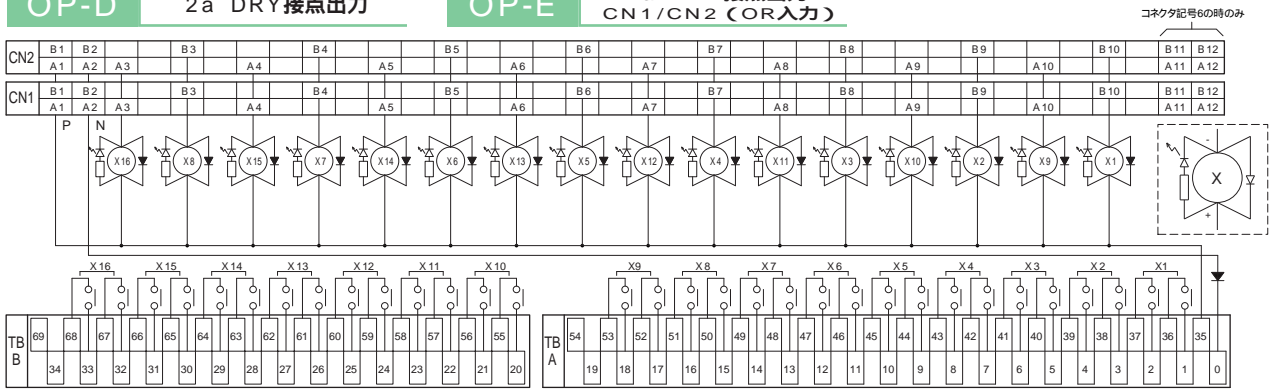 OP-D 2a DRY接点出力 OP-E
CN1/CN2（OR入力）
コネクタ記号6の時のみ
CN2 B1 B2 B3 B4 B5 B6 B7 B8 B9 B10 B11 B12
A1 A2 A3 A4 A5 A6 A7 A8 A9 A10 A11 A12
CN1 B1 B2 B3 B4 B5 B6 B7 B8 B9 B10 B11 B12
A1 A2 A3 A4 A5 A6 A7 A8 A9 A10 A11 A12
P N
X16 X8 X15 X7 X14 X6 X13 X5 X12 X4 X11 X3 X10 X2 X9 X1
-
X
+
X16 X15 X14 X13 X12 X11 X10 X9 X8 X7 X6 X5 X4 X3 X2 X1
TB B 69 68 67 66 65 64 63 62 61 60 59 58 57 56 55
34 33 32 31 30 29 28 27 26 25 24 23 22 21 20
TB A 54 53 52 51 50 49 48 47 46 45 44 43 42 41 40 39 38 37 36 35
19 18 17 16 15 14 13 12 11 10 9 8 7 6 5 4 3 2 1 0